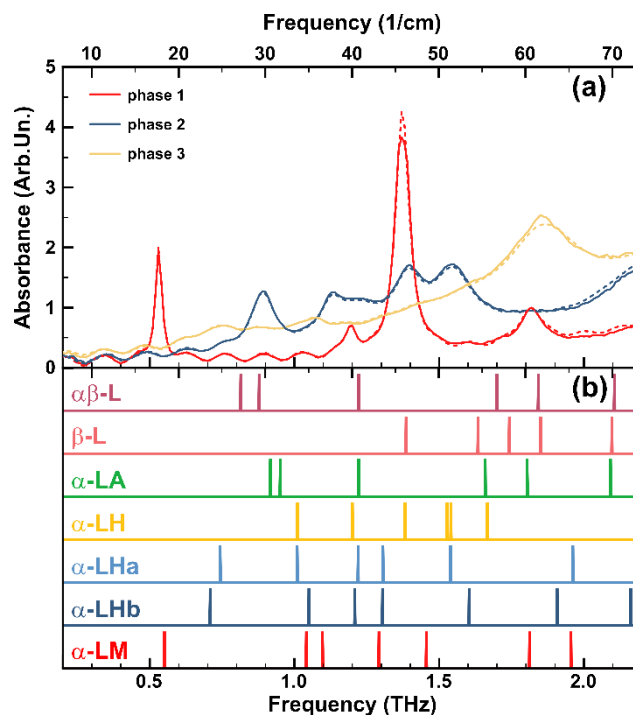 Frequency (1/cm)
10 20 30 40 50 60 70
5
4
3
2
1
0
Absorbance (Arb.Un.)
(a)
phase 1
phase 2
phase 3
(b)
αβ-L
β-L
α-LA
α-LH
α-LHa
α-LHb
α-LM
0.5 1.0 1.5 2.0
Frequency (THz)